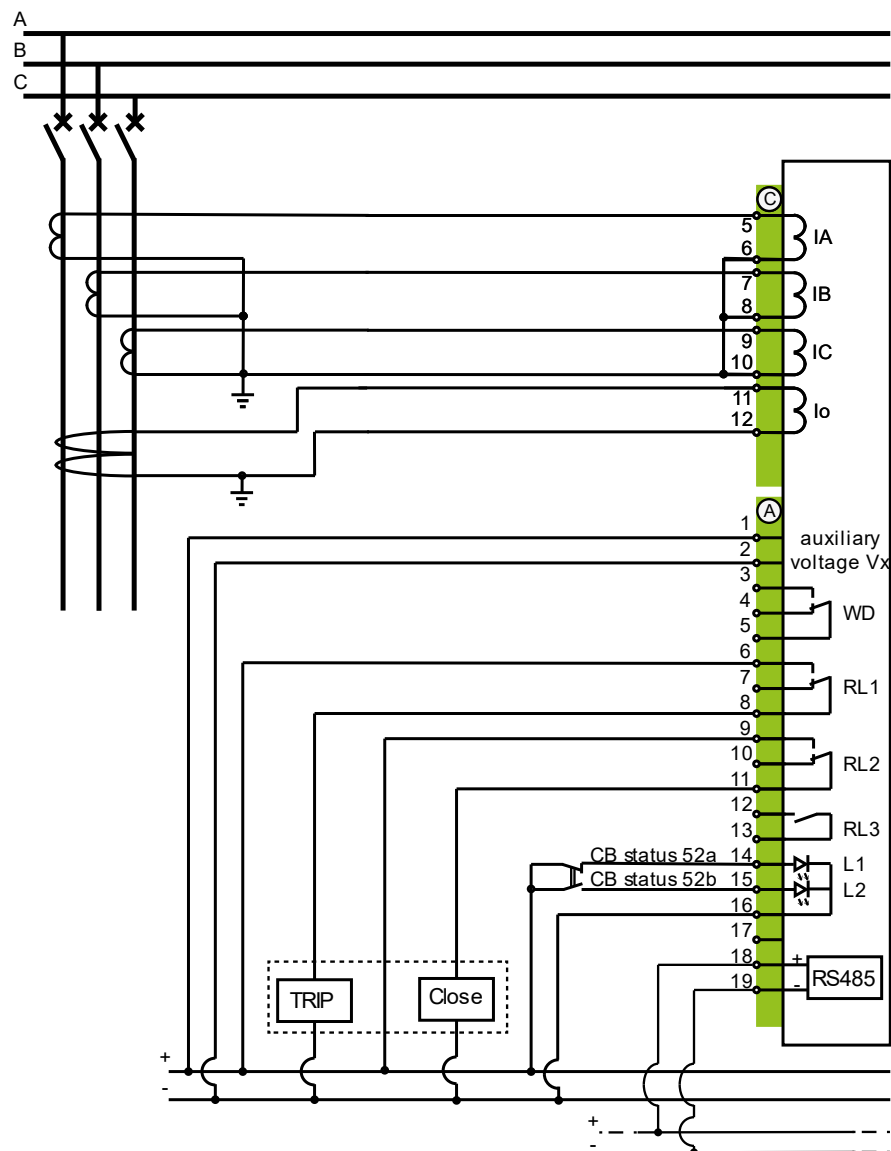 A
B
C
C
5
IA
6
7
IB
8
9
IC
10
11
Io
12
A
1
auxiliary
2
voltage Vx
3
4
WD
5
6
7
RL1
8
9
10
RL2
11
12
RL3
13
CB status 52a 14 L1
CB status 52b 15 L2
16
17
18 +
RS485
19 -
TRIP
Close
+
-
+
-